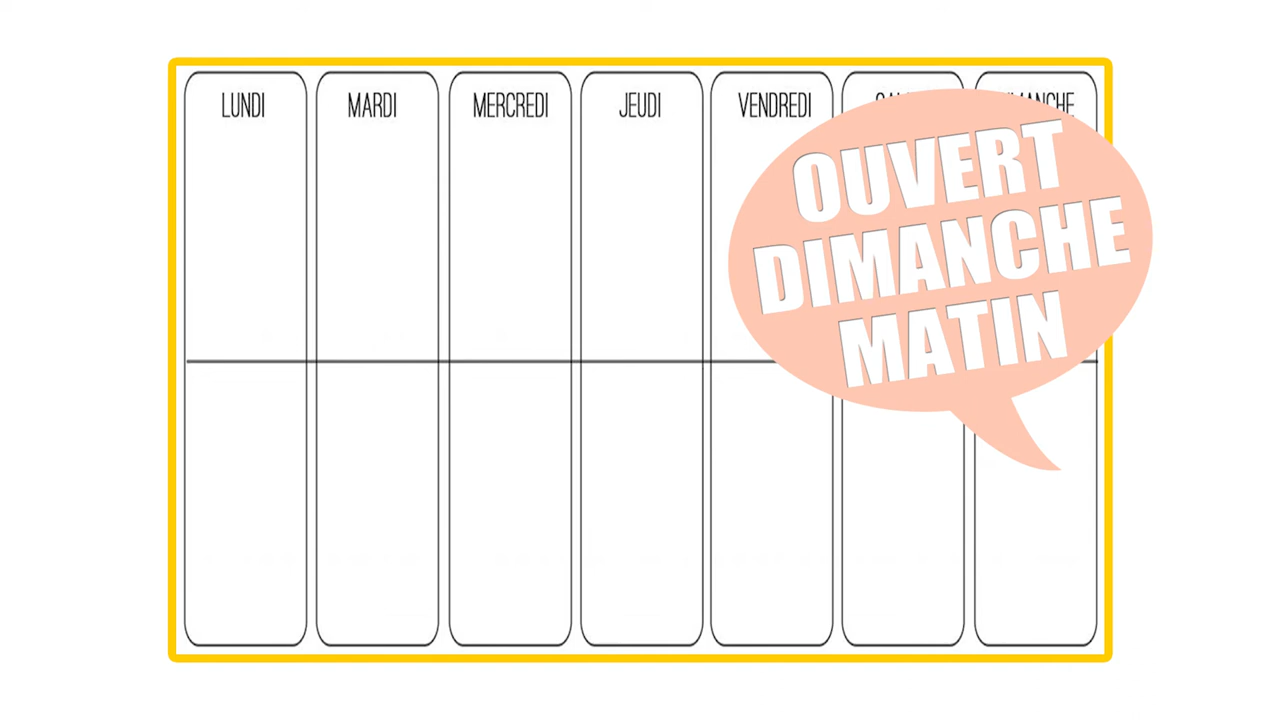 LUNDI MARDI MERCREDI JEUDI VENDREDI
OUVERT
DIMANCHE
MATIN